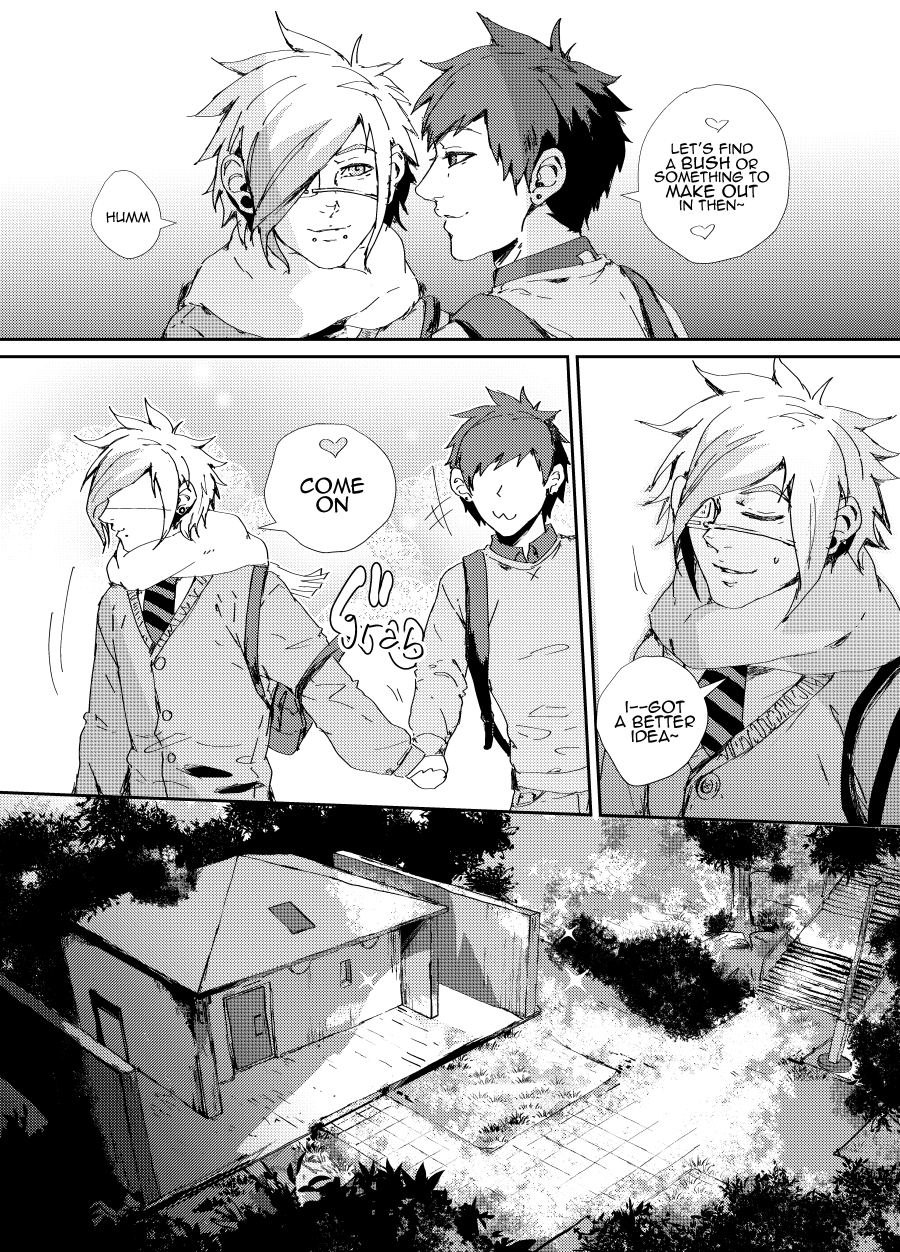 HUMM
LET'S FIND
A BUSH OR
SOMETHING TO
MAKE OUT
IN THEN~
COME
ON
grab
I--GOT
A BETTER
IDEA~